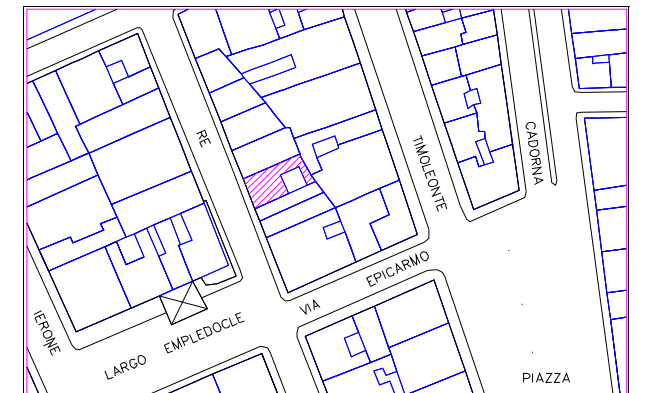 RE
TIMOLEONTE
CADORNA
VIA EPICARMO
IERONE
LARGO EMPLEDOCLE
PIAZZA